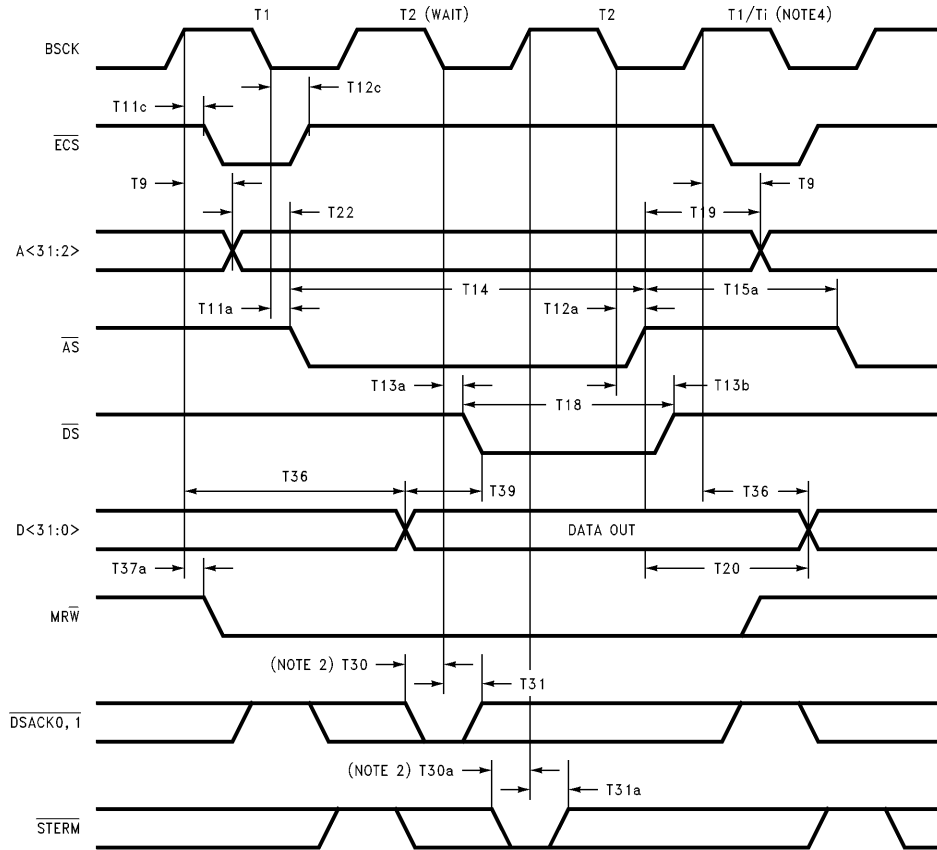 T1 T2 (WAIT) T2 T1/Ti (NOTE4)
BSCK
T12c
T11c
ECS
T9 T9
T22 T19
A<31:2>
T14 T15a
T11a T12a
AS
T13a T13b
T18
DS
T36 T39 T36
D<31:0> DATA OUT
T37a T20
MRW
(NOTE 2) T30
T31
DSACK0,1
(NOTE 2) T30a
T31a
STERM